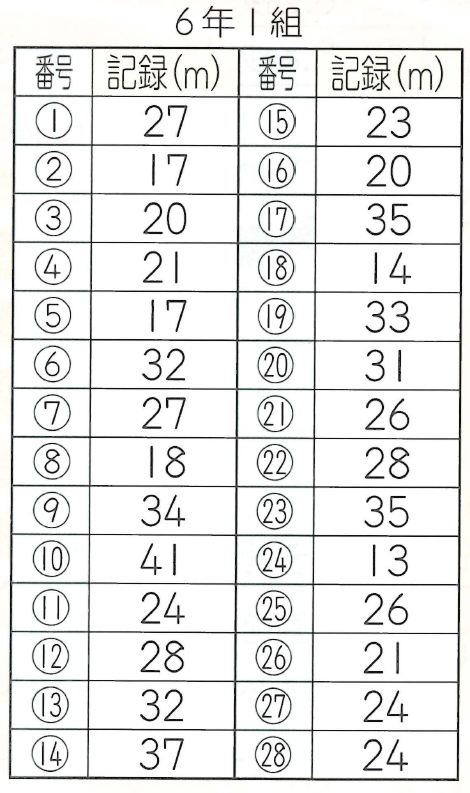 6年1組
番号 記録(m) 番号 記録(m)
① 27 ⑮ 23
② 17 ⑯ 20
③ 20 ⑰ 35
④ 21 ⑱ 14
⑤ 17 ⑲ 33
⑥ 32 ⑳ 31
⑦ 27 ㉑ 26
⑧ 18 ㉒ 28
⑨ 34 ㉓ 35
⑩ 41 ㉔ 13
⑪ 24 ㉕ 26
⑫ 28 ㉖ 21
⑬ 32 ㉗ 24
⑭ 37 ㉘ 24